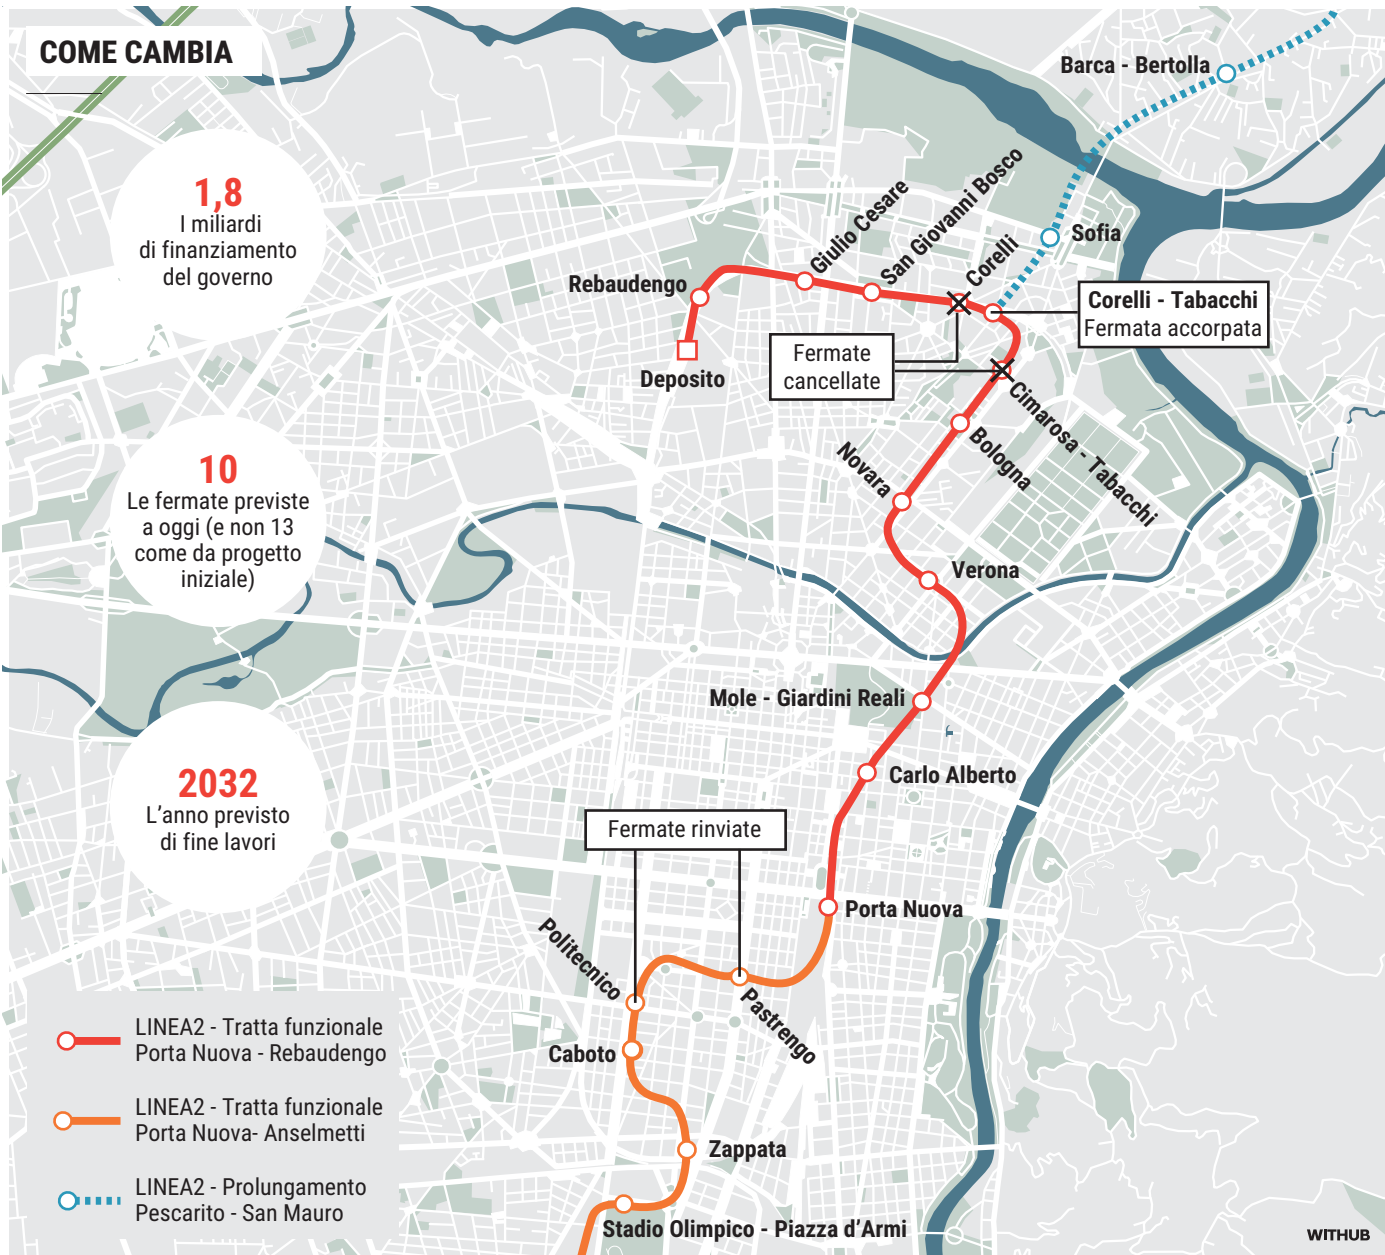 COME CAMBIA
1,8
I miliardi
di finanziamento
del governo
10
Le fermate previste
a oggi (e non 13
come da progetto
iniziale)
2032
L'anno previsto
di fine lavori
Barca - Bertolla
Sofia
Corelli - Tabacchi
Fermata accorpata
Rebaudengo
Giulio Cesare
San Giovanni Bosco
Corelli
Deposito
Fermate
cancellate
Cimarosa - Tabacchi
Bologna
Novara
Verona
Mole - Giardini Reali
Carlo Alberto
Fermate rinviate
Porta Nuova
Politecnico
Pastrengo
Caboto
Zappata
Stadio Olimpico - Piazza d'Armi
LINEA2 - Tratta funzionale
Porta Nuova - Rebaudengo
LINEA2 - Tratta funzionale
Porta Nuova- Anselmetti
LINEA2 - Prolungamento
Pescarito - San Mauro
WITHUB